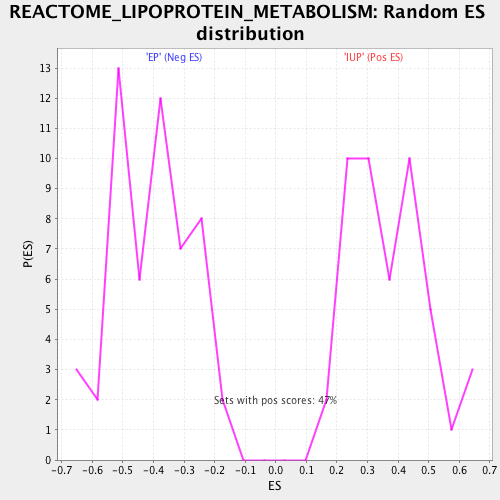 REACTOME_LIPOPROTEIN_METABOLISM: Random ES
distribution
'EP' (Neg ES) 'IUP' (Pos ES)
13
12
11
10
9
8
7
6
5
4
3
2
1
0
P(ES)
Sets with pos scores: 47%
-0.7 -0.6 -0.5 -0.4 -0.3 -0.2 -0.1 0.0 0.1 0.2 0.3 0.4 0.5 0.6 0.7
ES